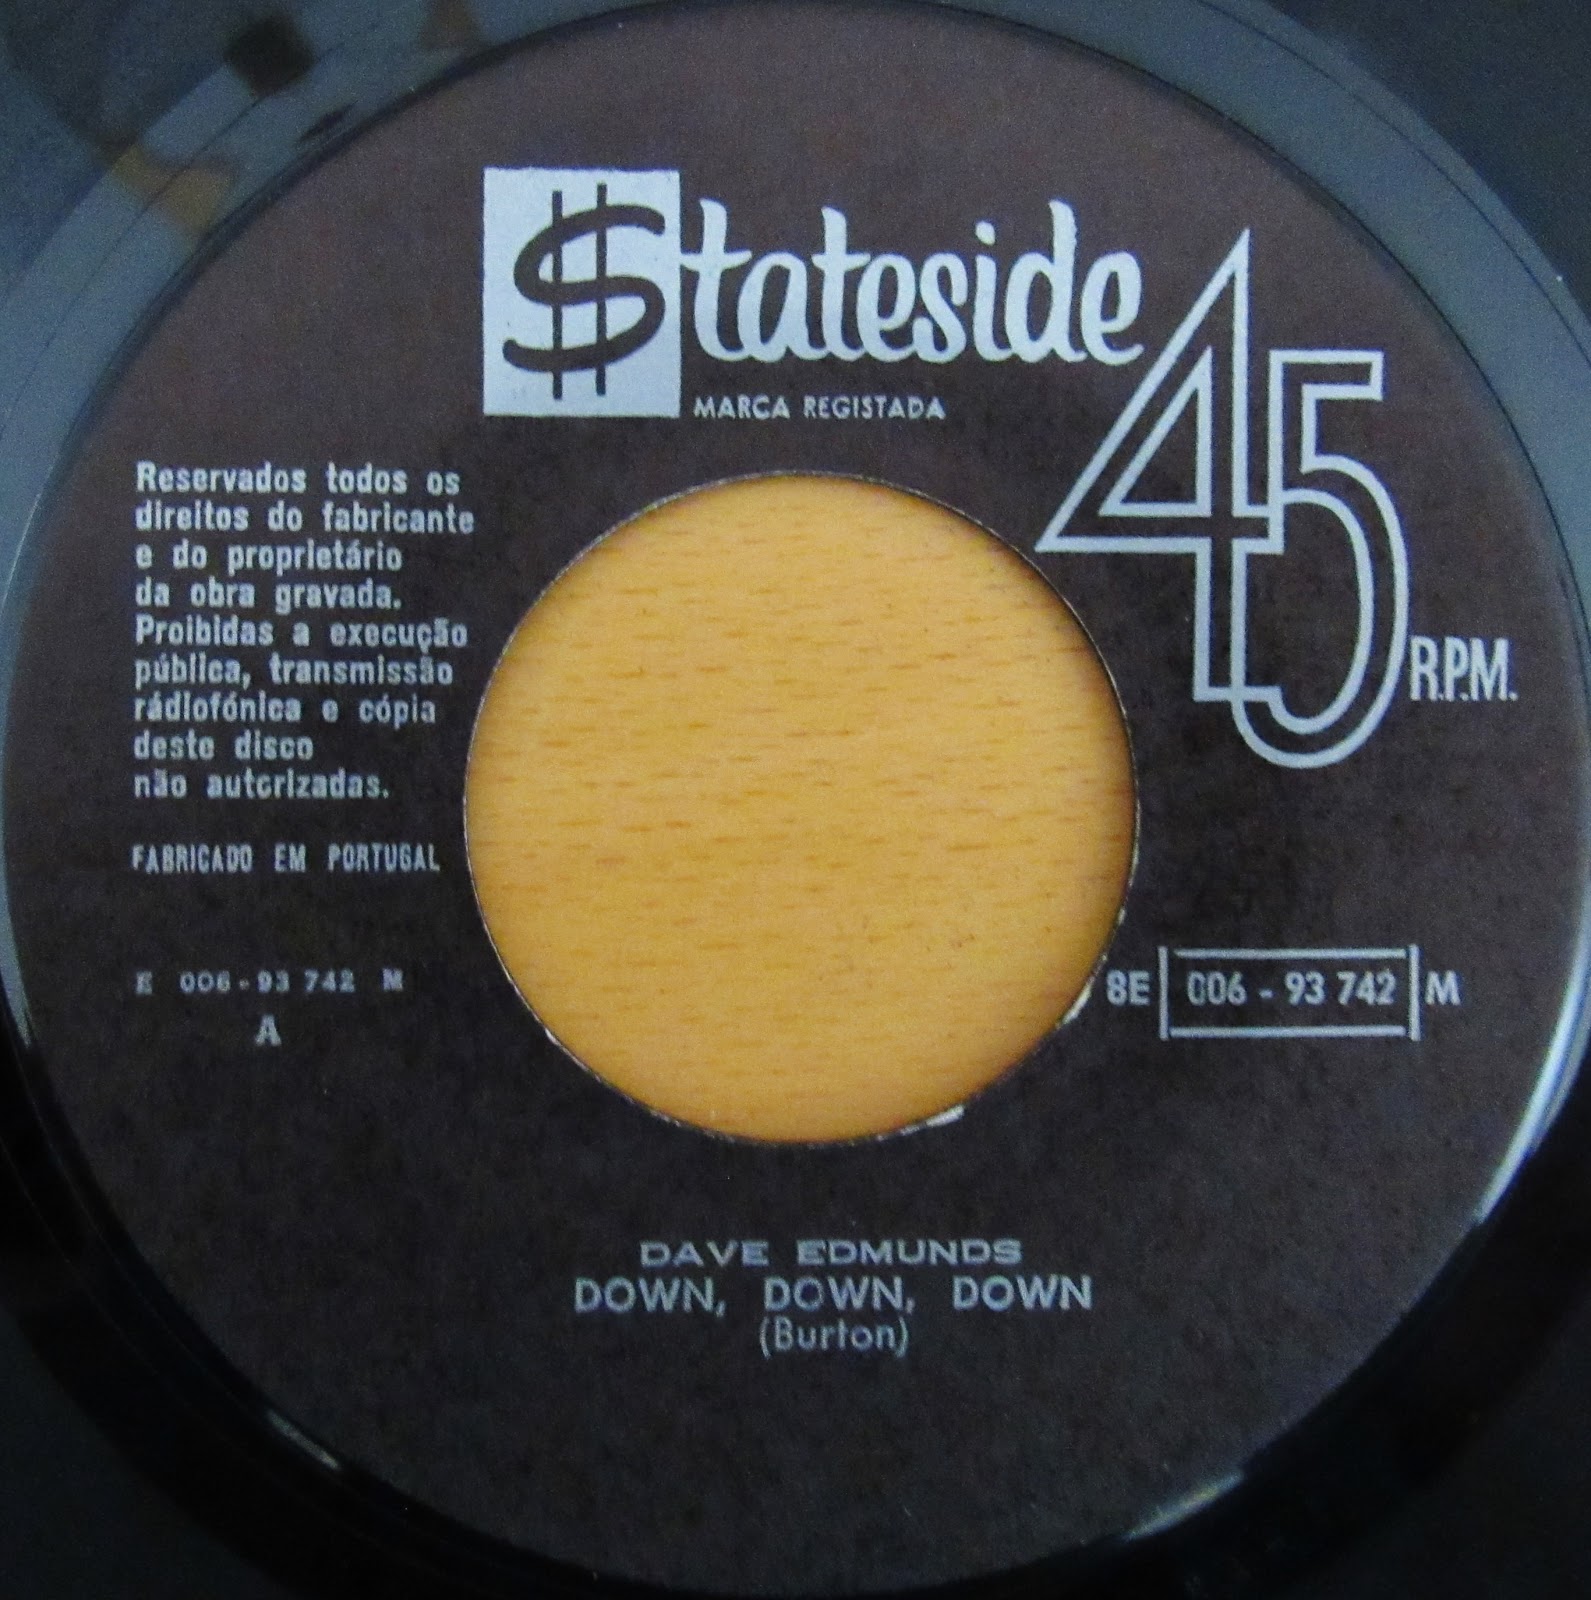 $tateside
MARCA REGISTADA
45
R.P.M.
Reservados todos os
direitos do fabricante
e do proprietário
da obra gravada.
Proibidas a execução
pública, transmissão
rádiofónica e cópia
deste disco
não autorizadas.
FABRICADO EM PORTUGAL
E 006-93 742 M
A
8E 006 - 93 742 M
DAVE EDMUNDS
DOWN, DOWN, DOWN
(Burton)